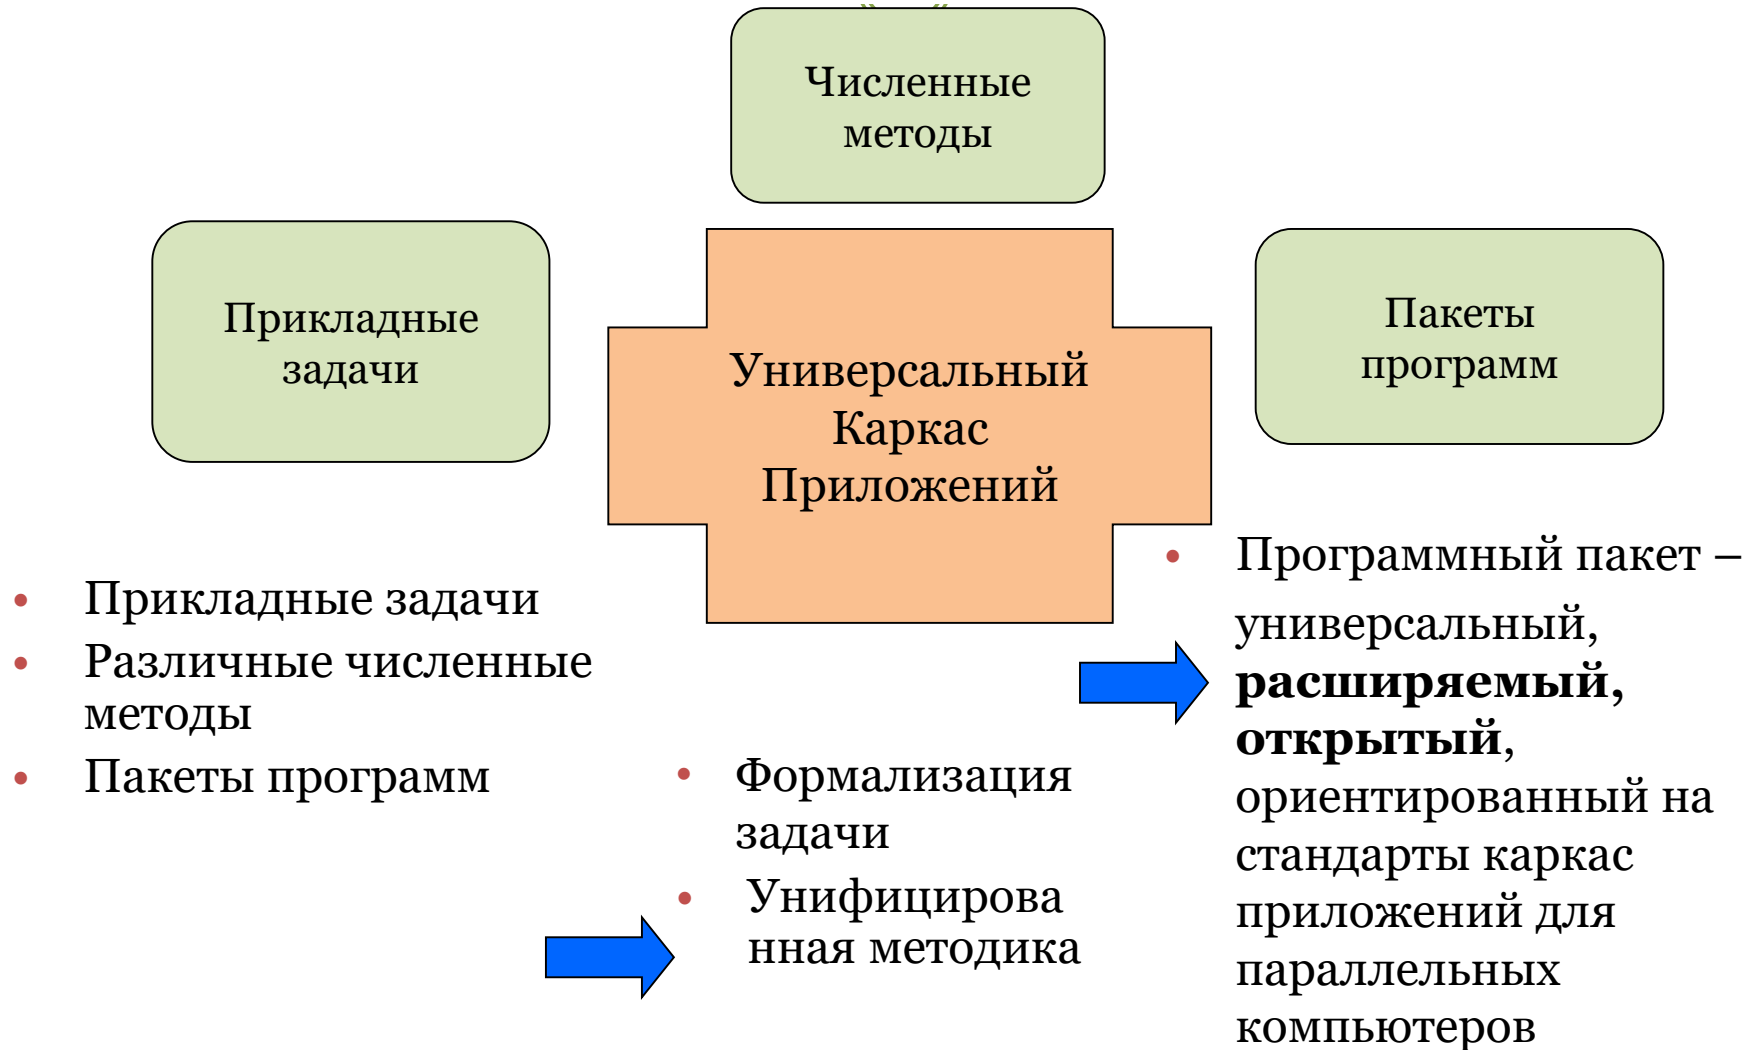 Численные
методы
Прикладные
задачи
Универсальный
Каркас
Приложений
Пакеты
программ
• Прикладные задачи
• Различные численные
методы
• Пакеты программ
• Формализация
задачи
• Унифицирова
нная методика
• Программный пакет –
универсальный,
расширяемый,
открытый,
ориентированный на
стандарты каркас
приложений для
параллельных
компьютеров